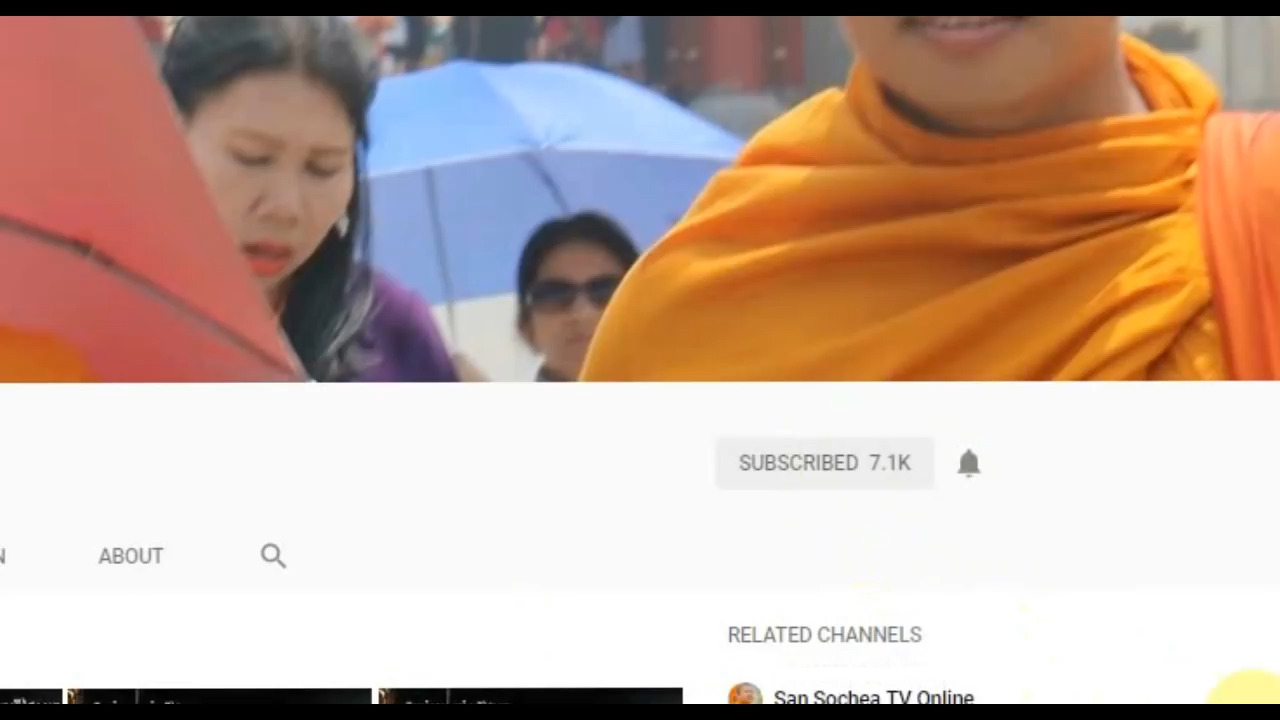 SUBSCRIBED 7.1K
ABOUT
RELATED CHANNELS
San Sochea TV Online